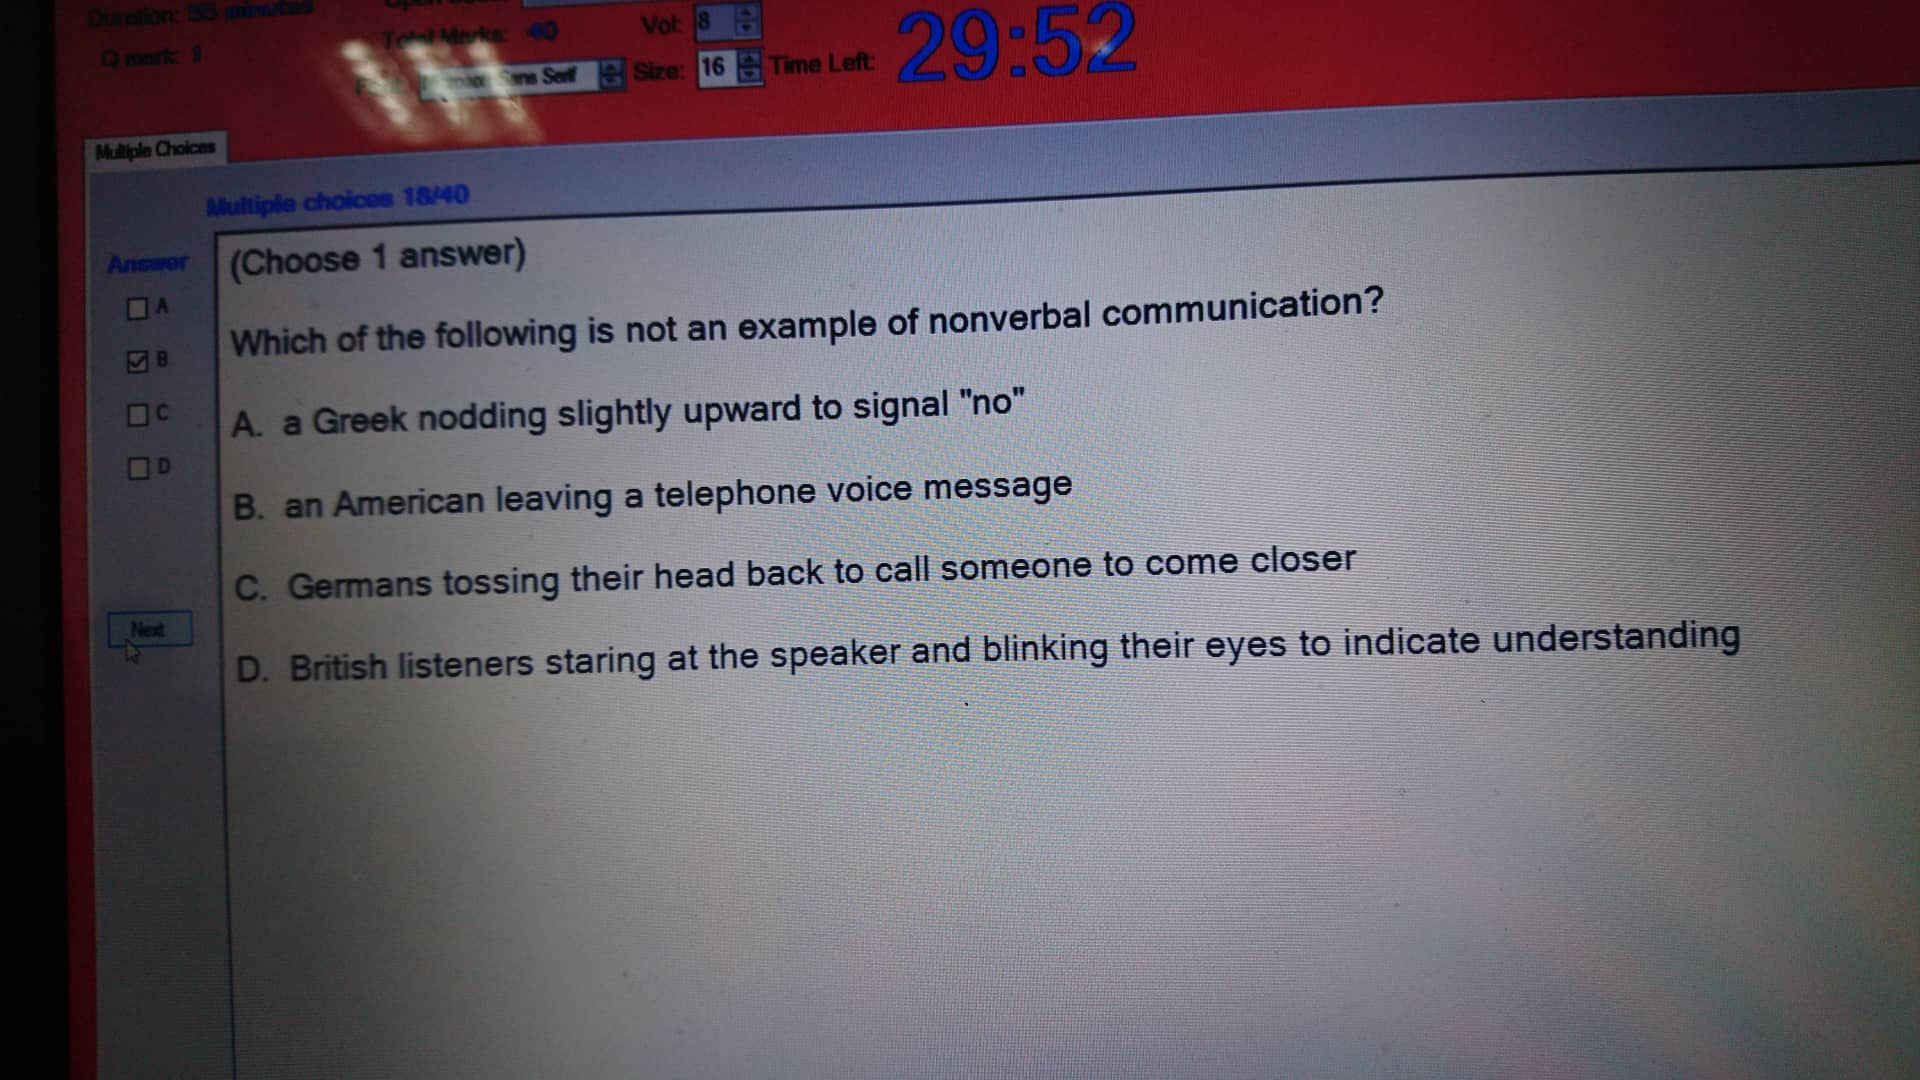 Duration: 35 minutes
Q mark: 1
Total Marks: 40
Vol: 8
Sans Serif
Size: 16
Time Left: 29:52
Multiple Choices
Multiple choices 18/40
Answer
A
B
C
D
Next
(Choose 1 answer)
Which of the following is not an example of nonverbal communication?
A. a Greek nodding slightly upward to signal "no"
B. an American leaving a telephone voice message
C. Germans tossing their head back to call someone to come closer
D. British listeners staring at the speaker and blinking their eyes to indicate understanding